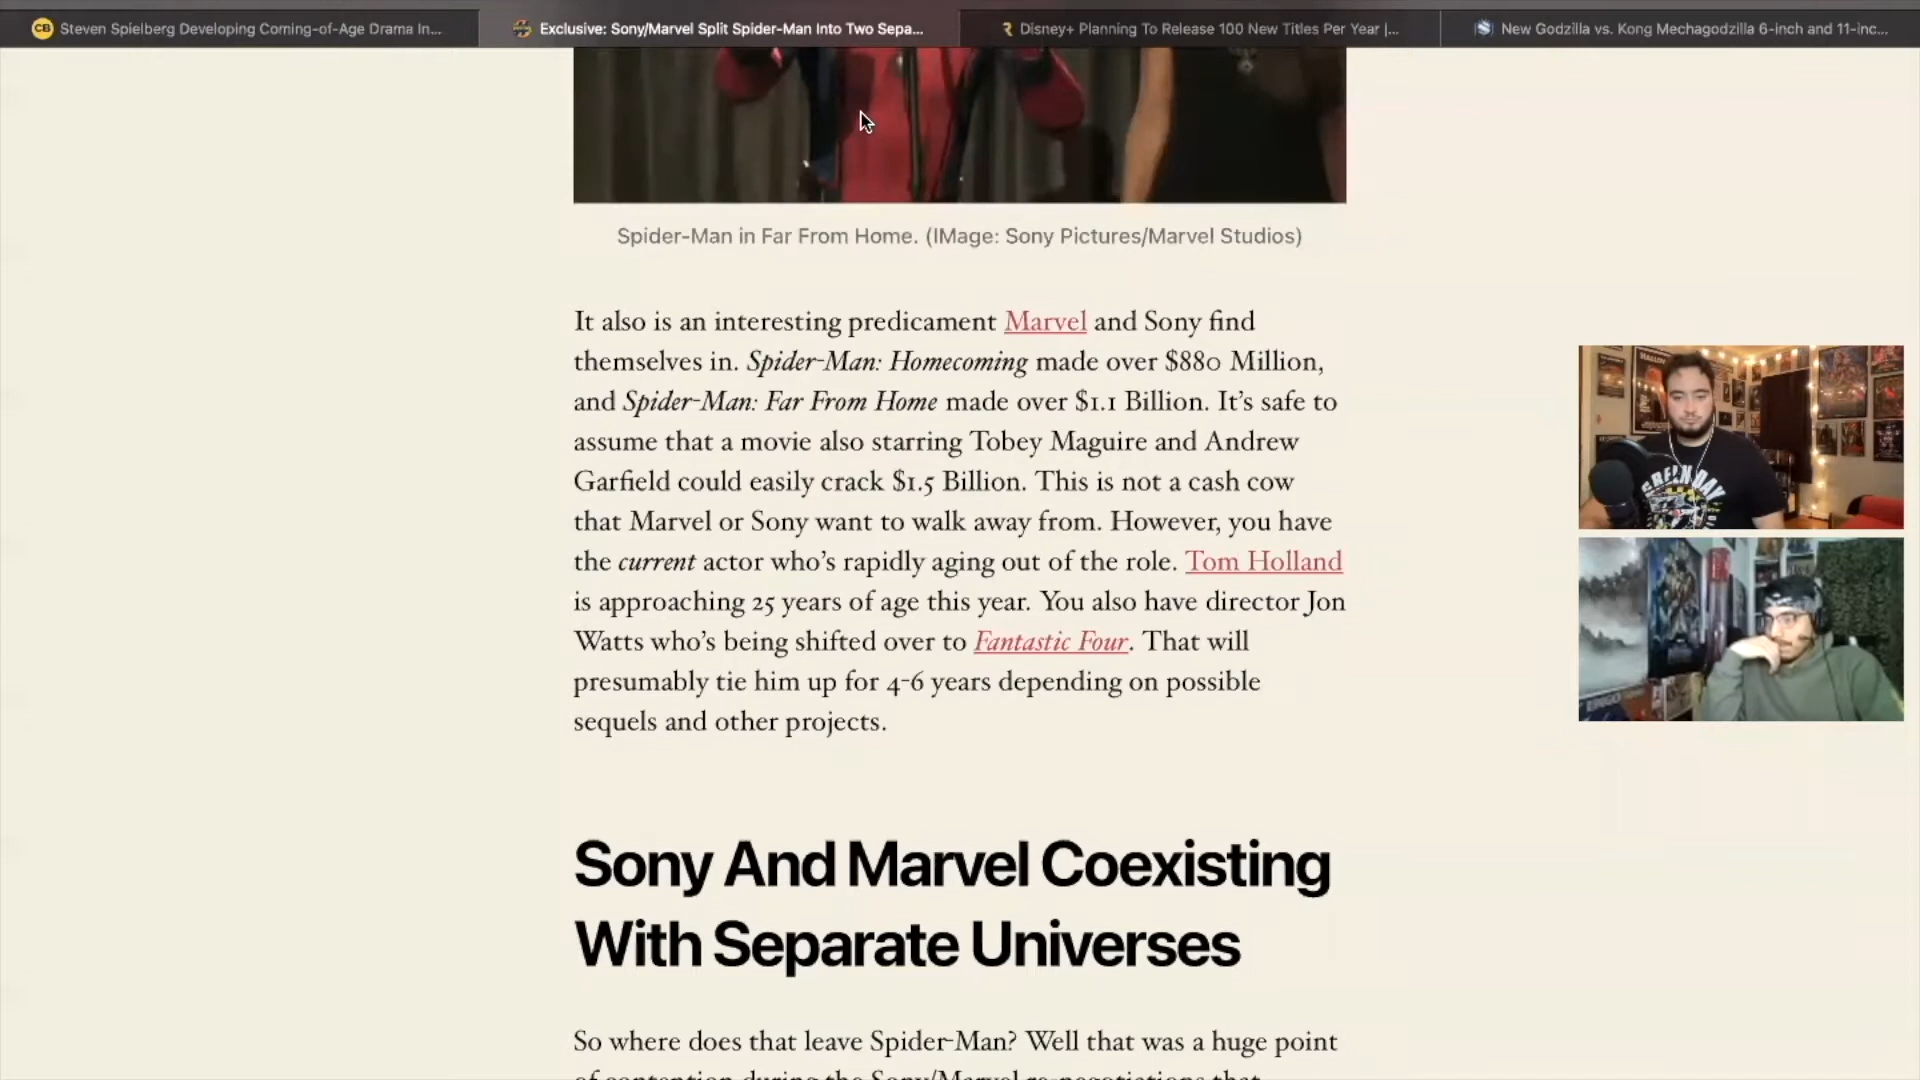 CB Steven Spielberg Developing Coming-of-Age Drama In...
Exclusive: Sony/Marvel Split Spider-Man Into Two Sepa...
Disney+ Planning To Release 100 New Titles Per Year |...
New Godzilla vs. Kong Mechagodzilla 6-inch and 11-inc...
Spider-Man in Far From Home. (IMage: Sony Pictures/Marvel Studios)
It also is an interesting predicament Marvel and Sony find
themselves in. Spider-Man: Homecoming made over $880 Million,
and Spider-Man: Far From Home made over $1.1 Billion. It’s safe to
assume that a movie also starring Tobey Maguire and Andrew
Garfield could easily crack $1.5 Billion. This is not a cash cow
that Marvel or Sony want to walk away from. However, you have
the current actor who’s rapidly aging out of the role. Tom Holland
is approaching 25 years of age this year. You also have director Jon
Watts who’s being shifted over to Fantastic Four. That will
presumably tie him up for 4-6 years depending on possible
sequels and other projects.
GREEN DAY
Sony And Marvel Coexisting
With Separate Universes
So where does that leave Spider-Man? Well that was a huge point
of contention during the Sony/Marvel re-negotiations that